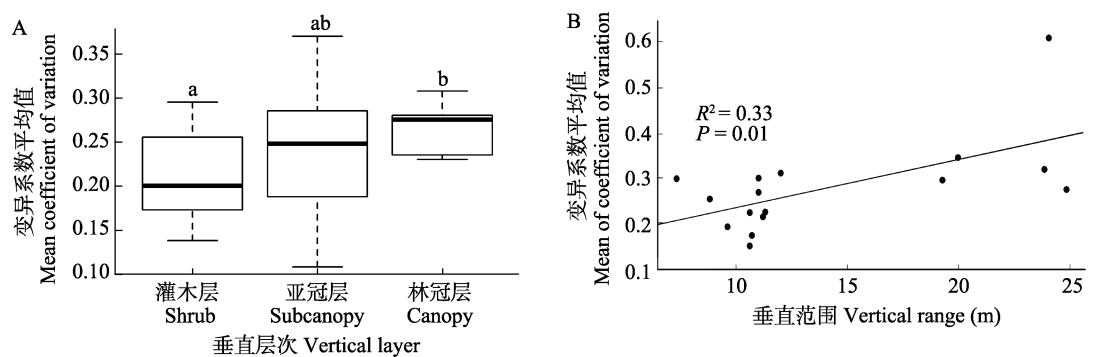 A
变异系数平均值
Mean coefficient of variation
0.35
0.30
0.25
0.20
0.15
0.10
a
ab
b
灌木层
Shrub
亚冠层
Subcanopy
林冠层
Canopy
垂直层次 Vertical layer
B
变异系数平均值
Mean of coefficient of variation
0.6
0.5
0.4
0.3
0.2
0.1
R² = 0.33
P = 0.01
10
15
20
25
垂直范围 Vertical range (m)